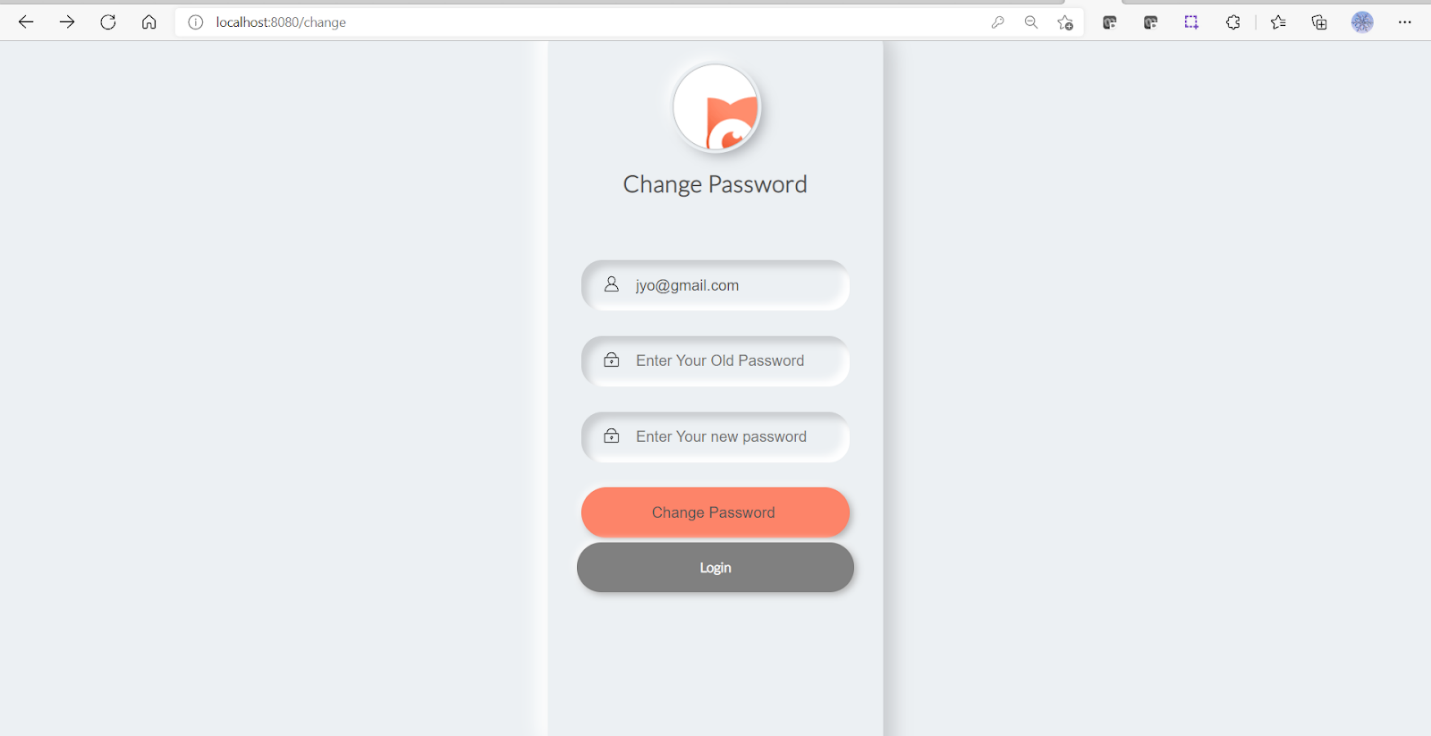 localhost:8080/change
Change Password
jyo@gmail.com
Enter Your Old Password
Enter Your new password
Change Password
Login